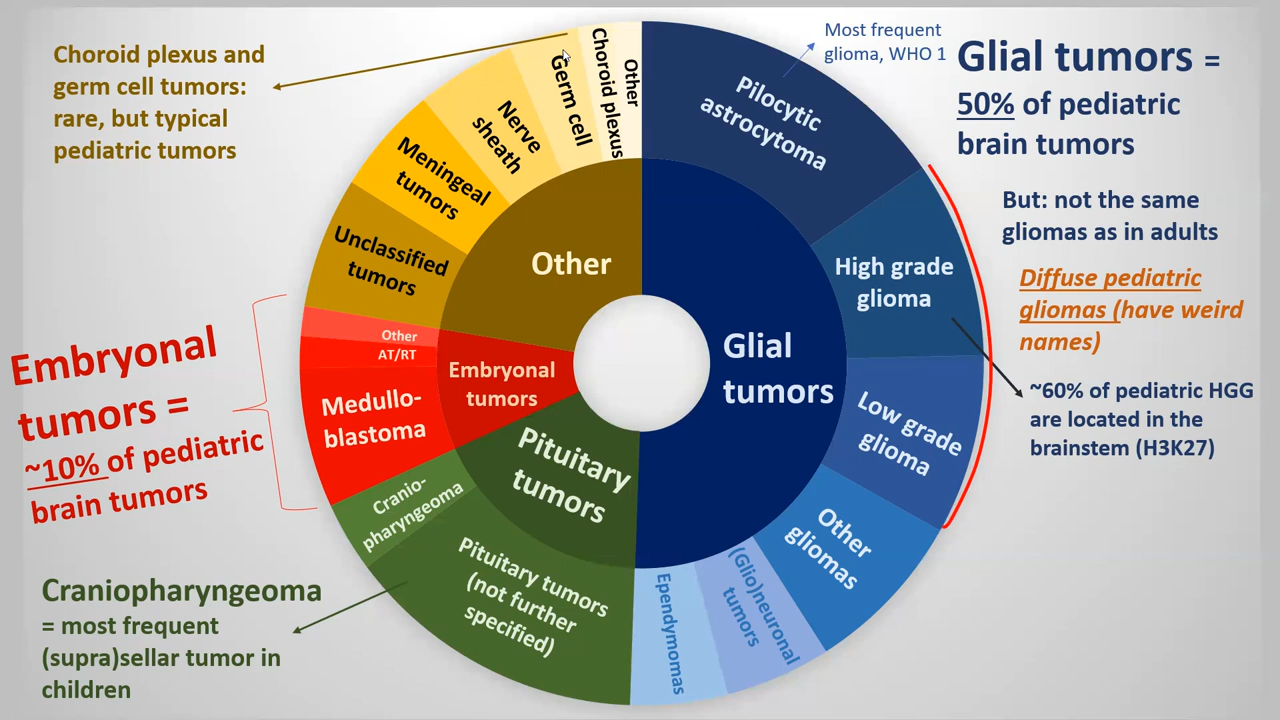 Choroid plexus and
germ cell tumors:
rare, but typical
pediatric tumors
Most frequent
glioma, WHO 1
Glial tumors =
50% of pediatric
brain tumors
But: not the same
gliomas as in adults
Diffuse pediatric
gliomas (have weird
names)
~60% of pediatric HGG
are located in the
brainstem (H3K27)
Embryonal
tumors =
~10% of pediatric
brain tumors
Craniopharyngeoma
= most frequent
(supra)sellar tumor in
children
Glial
tumors
Pilocytic
astrocytoma
High grade
glioma
Low grade
glioma
Other
gliomas
(Glio)neuronal
tumors
Ependymomas
Pituitary
tumors
Pituitary tumors
(not further
specified)
Cranio-
pharyngeoma
Embryonal
tumors
Medullo-
blastoma
AT/RT
Other
Other
Unclassified
tumors
Meningeal
tumors
Nerve
sheath
Germ cell
Choroid plexus
Other